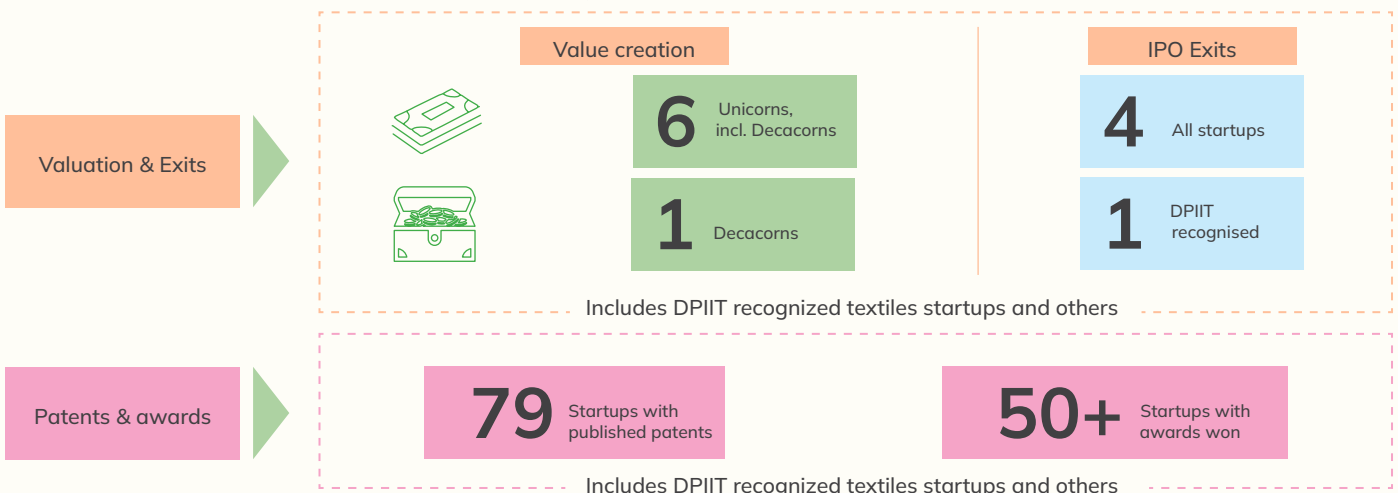 Value creation
IPO Exits
6
Unicorns,
incl. Decacorns
4
All startups
Valuation & Exits
1
Decacorns
1
DPIIT
recognised
Includes DPIIT recognized textiles startups and others
Patents & awards
79
Startups with
published patents
50+
Startups with
awards won
Includes DPIIT recognized textiles startups and others